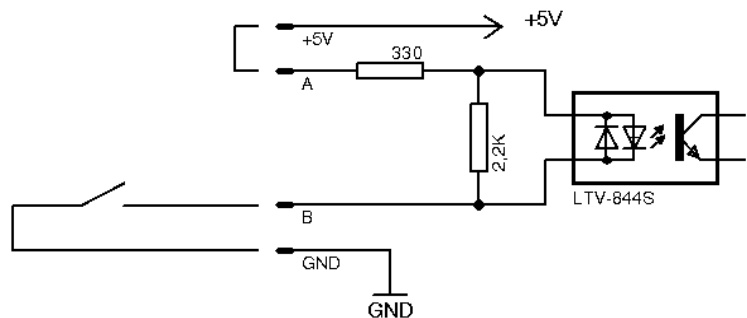 +5V
+5V
330
A
2,2K
LTV-844S
B
GND
GND